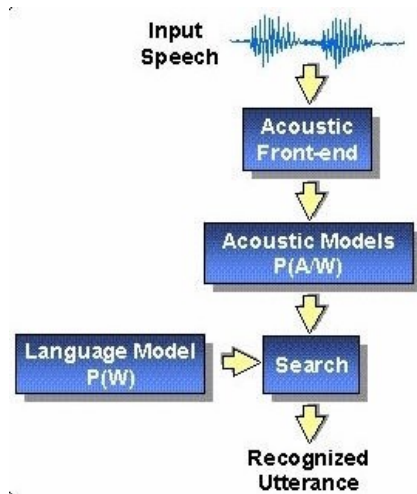 Input
Speech
Acoustic
Front-end
Acoustic Models
P(A/W)
Language Model
P(W)
Search
Recognized
Utterance